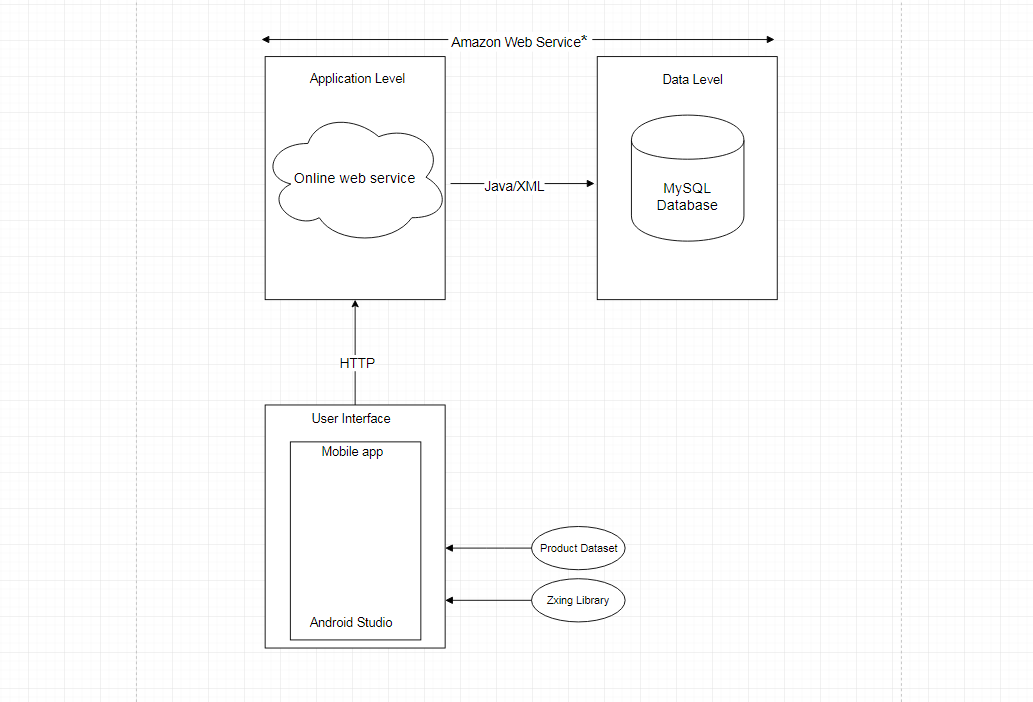 Amazon Web Service*
Application Level
Data Level
Online web service
Java/XML
MySQL
Database
HTTP
User Interface
Mobile app
Product Dataset
Zxing Library
Android Studio